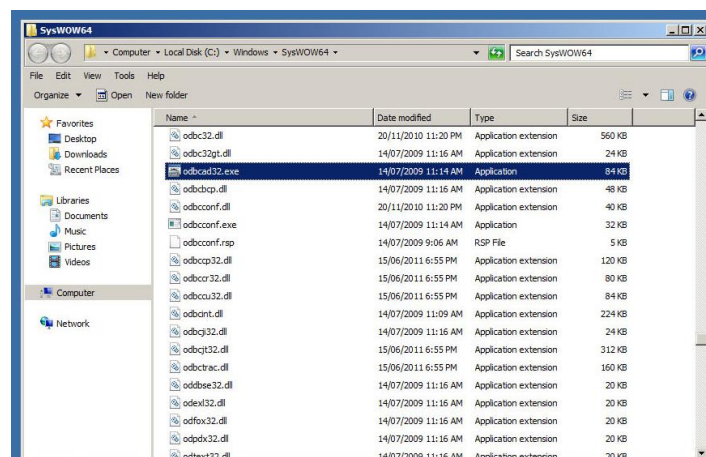 SysWOW64
Computer Local Disk (C:) Windows SysWOW64 Search SysWOW64
File Edit View Tools Help
Organize Open New folder
Favorites
Desktop
Downloads
Recent Places
Libraries
Documents
Music
Pictures
Videos
Computer
Network
Name Date modified Type Size
odbc32.dll 20/11/2010 11:20 PM Application extension 560 KB
odbc32gt.dll 14/07/2009 11:16 AM Application extension 24 KB
odbcad32.exe 14/07/2009 11:14 AM Application 84 KB
odbcbcp.dll 14/07/2009 11:16 AM Application extension 48 KB
odbcconf.dll 20/11/2010 11:20 PM Application extension 40 KB
odbcconf.exe 14/07/2009 11:14 AM Application 32 KB
odbcconf.rsp 14/07/2009 9:06 AM RSP File 5 KB
odbccp32.dll 15/06/2011 6:55 PM Application extension 120 KB
odbccr32.dll 15/06/2011 6:55 PM Application extension 80 KB
odbccu32.dll 15/06/2011 6:55 PM Application extension 84 KB
odbcint.dll 14/07/2009 11:09 AM Application extension 224 KB
odbcji32.dll 14/07/2009 11:16 AM Application extension 24 KB
odbcjt32.dll 15/06/2011 6:55 PM Application extension 312 KB
odbctrac.dll 15/06/2011 6:55 PM Application extension 160 KB
oddbse32.dll 14/07/2009 11:16 AM Application extension 20 KB
odexl32.dll 14/07/2009 11:16 AM Application extension 20 KB
odfox32.dll 14/07/2009 11:16 AM Application extension 20 KB
odpdx32.dll 14/07/2009 11:16 AM Application extension 20 KB
odtext32.dll 14/07/2009 11:16 AM Application extension 20 KB